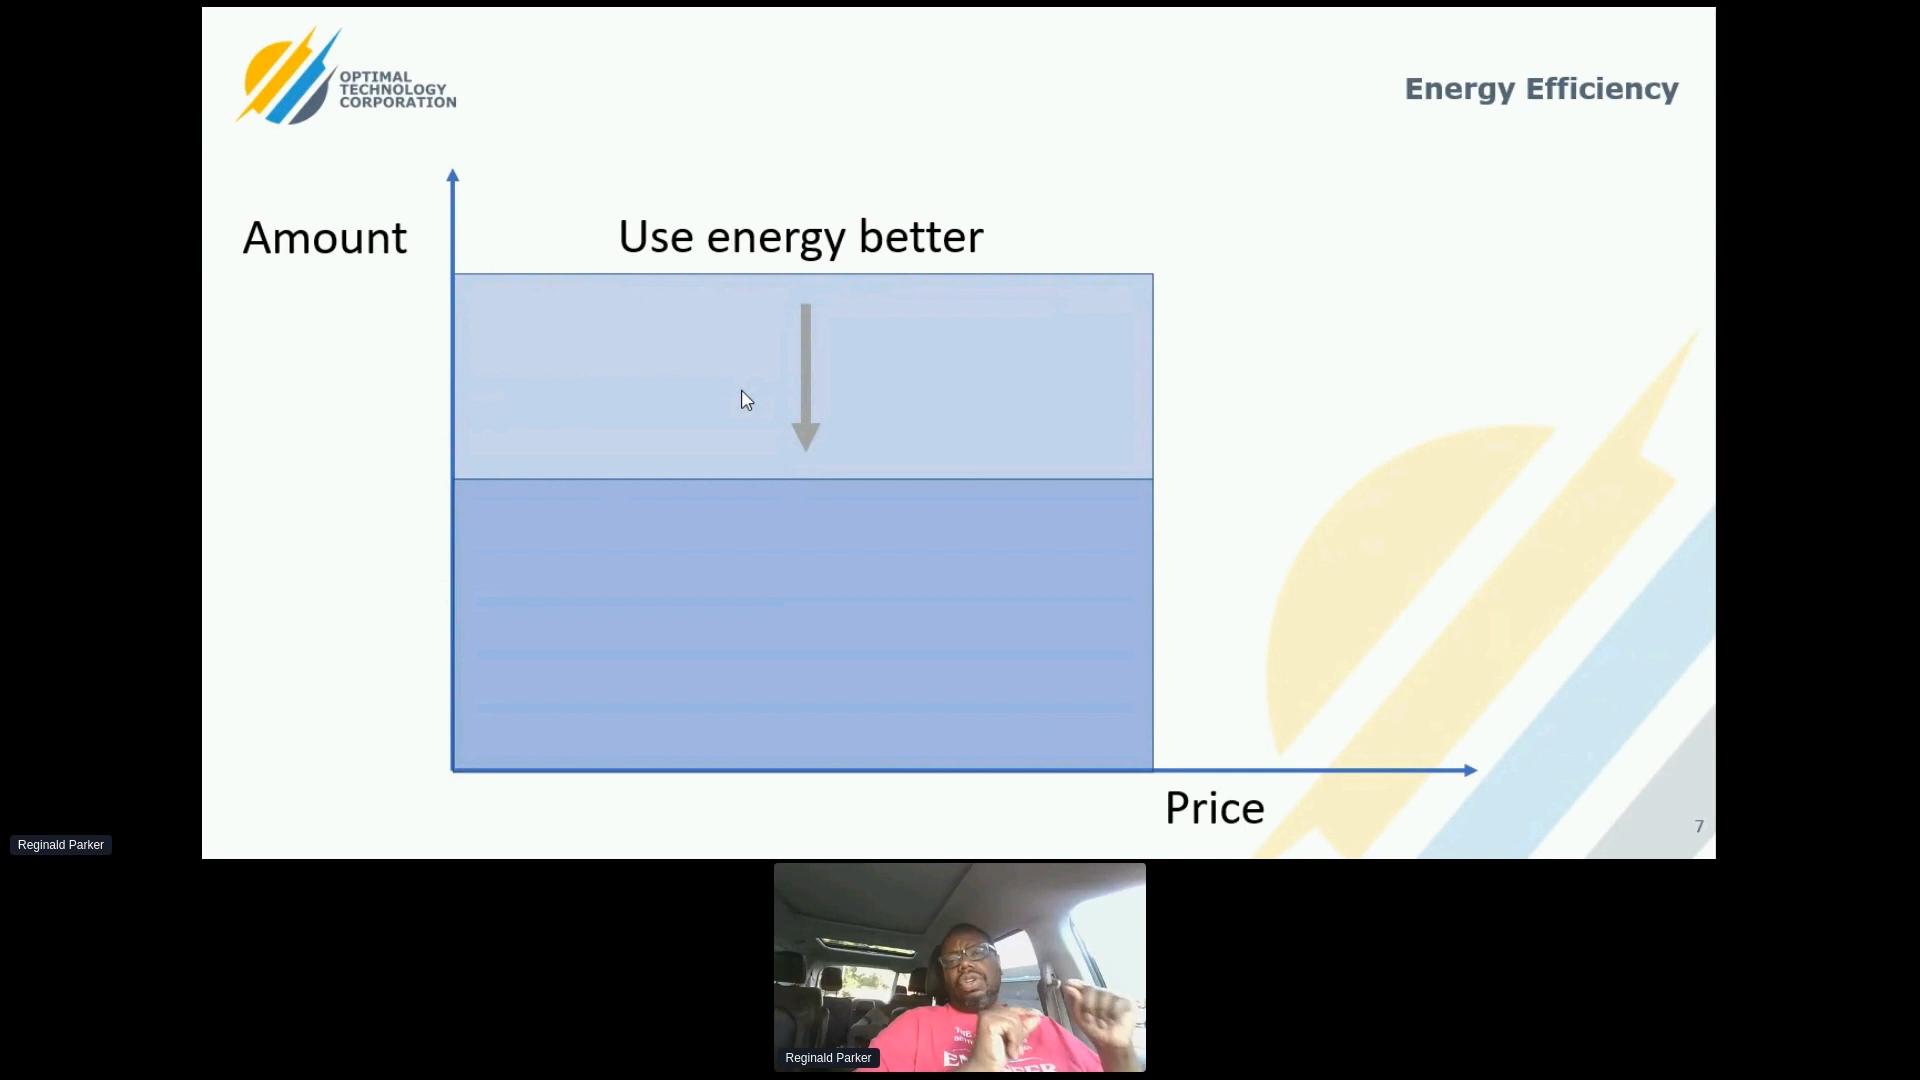 OPTIMAL
TECHNOLOGY
CORPORATION
Energy Efficiency
Amount
Use energy better
Price
7
Reginald Parker
Reginald Parker